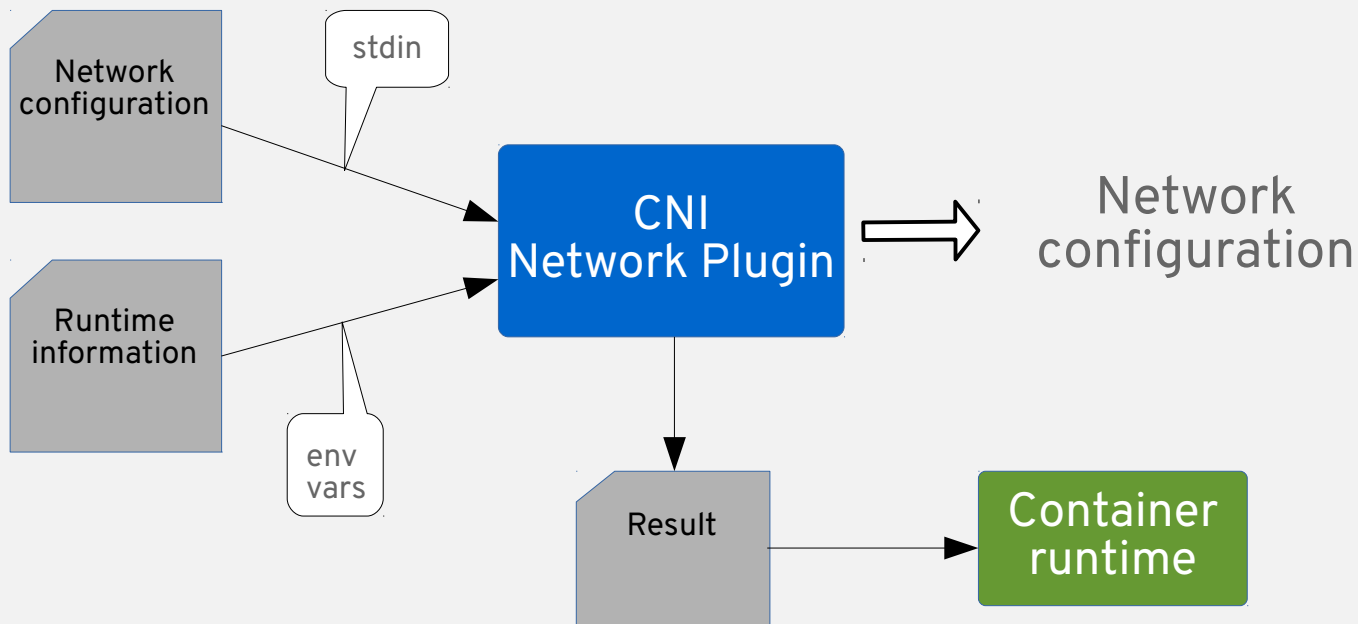 stdin
Network
configuration
CNI
Network Plugin
Network
configuration
Runtime
information
env
vars
Result
Container
runtime